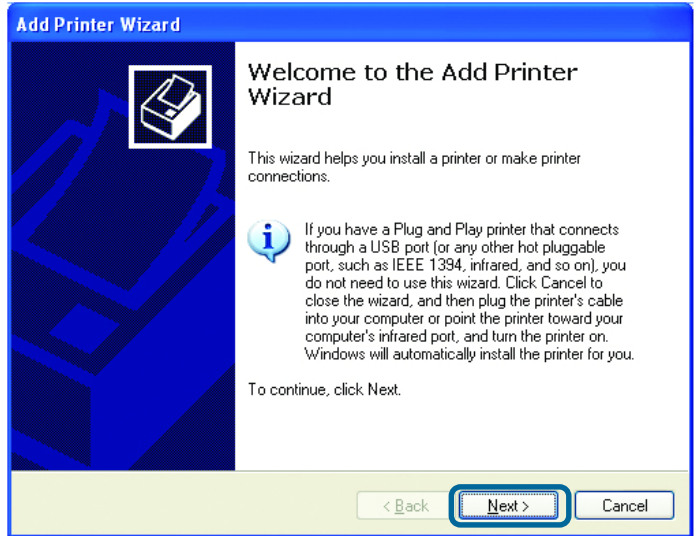 Add Printer Wizard
Welcome to the Add Printer
Wizard
This wizard helps you install a printer or make printer
connections.
If you have a Plug and Play printer that connects
through a USB port (or any other hot pluggable
port, such as IEEE 1394, infrared, and so on), you
do not need to use this wizard. Click Cancel to
close the wizard, and then plug the printer's cable
into your computer or point the printer toward your
computer's infrared port, and turn the printer on.
Windows will automatically install the printer for you.
To continue, click Next.
< Back Next > Cancel